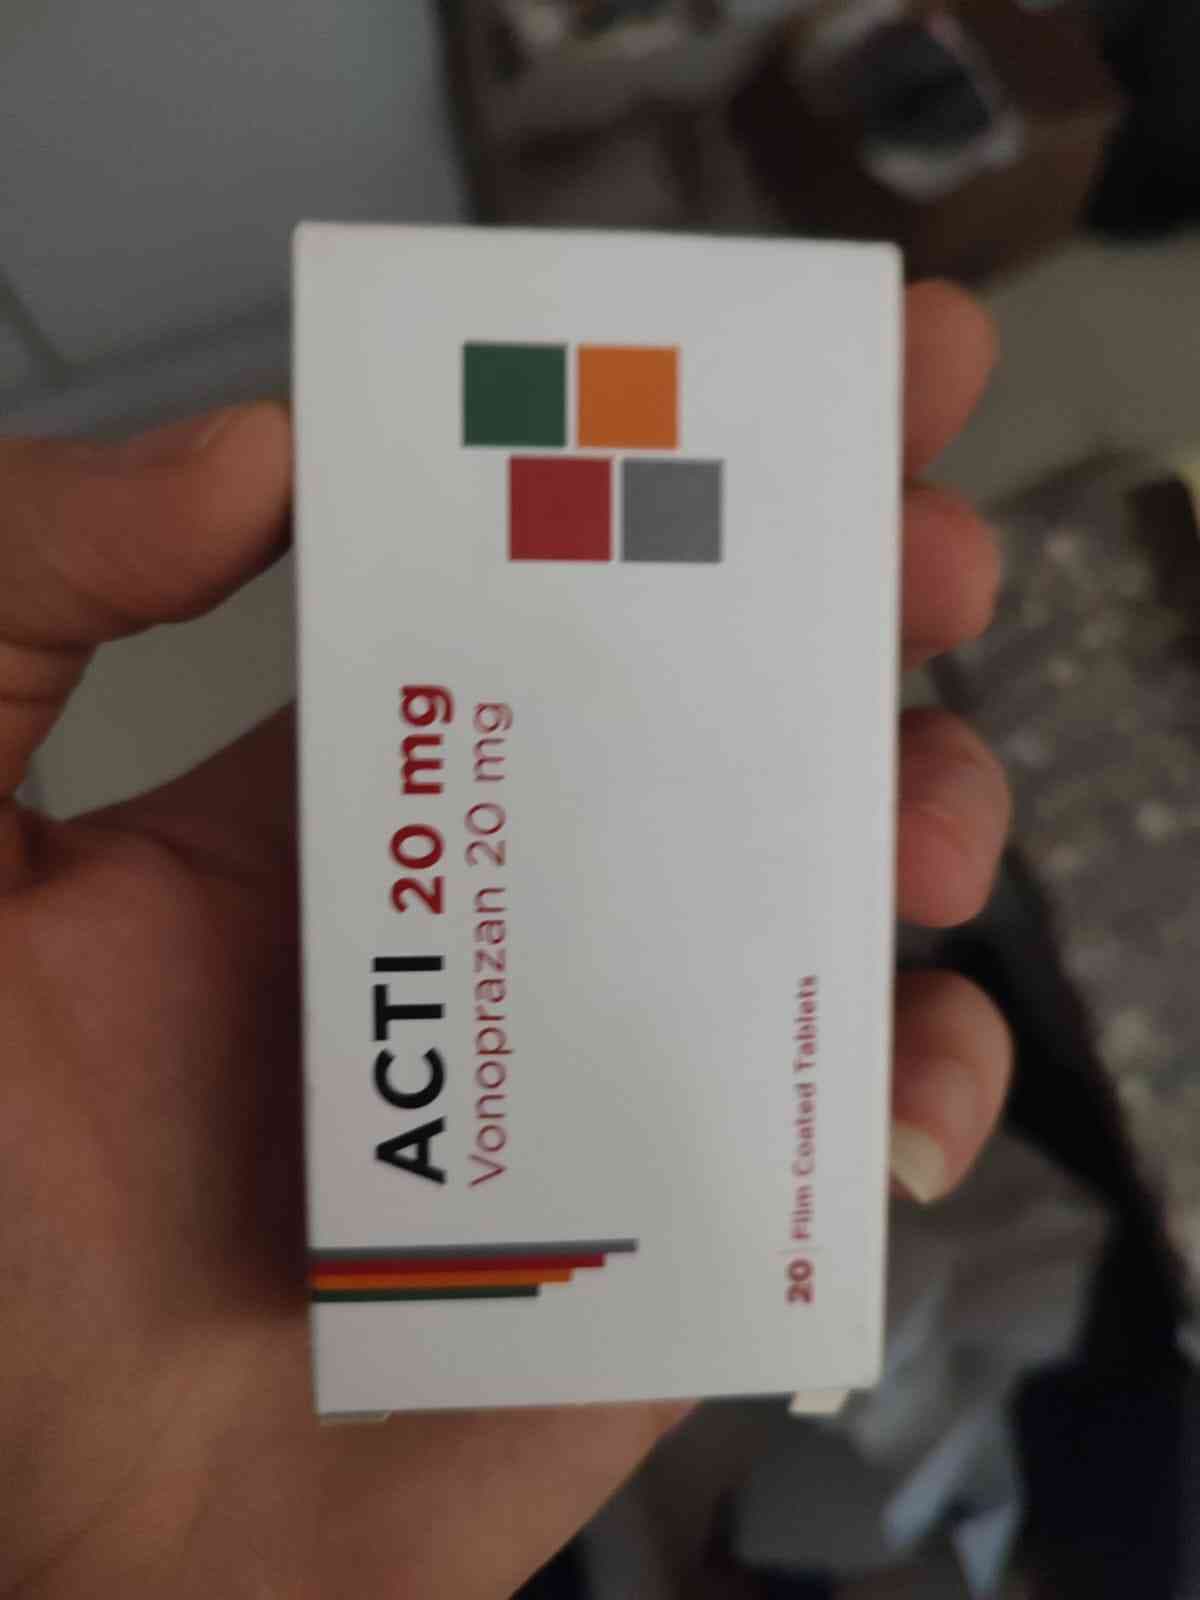 ACTI 20 mg
Vonoprazan 20 mg
20 | Film Coated Tablets